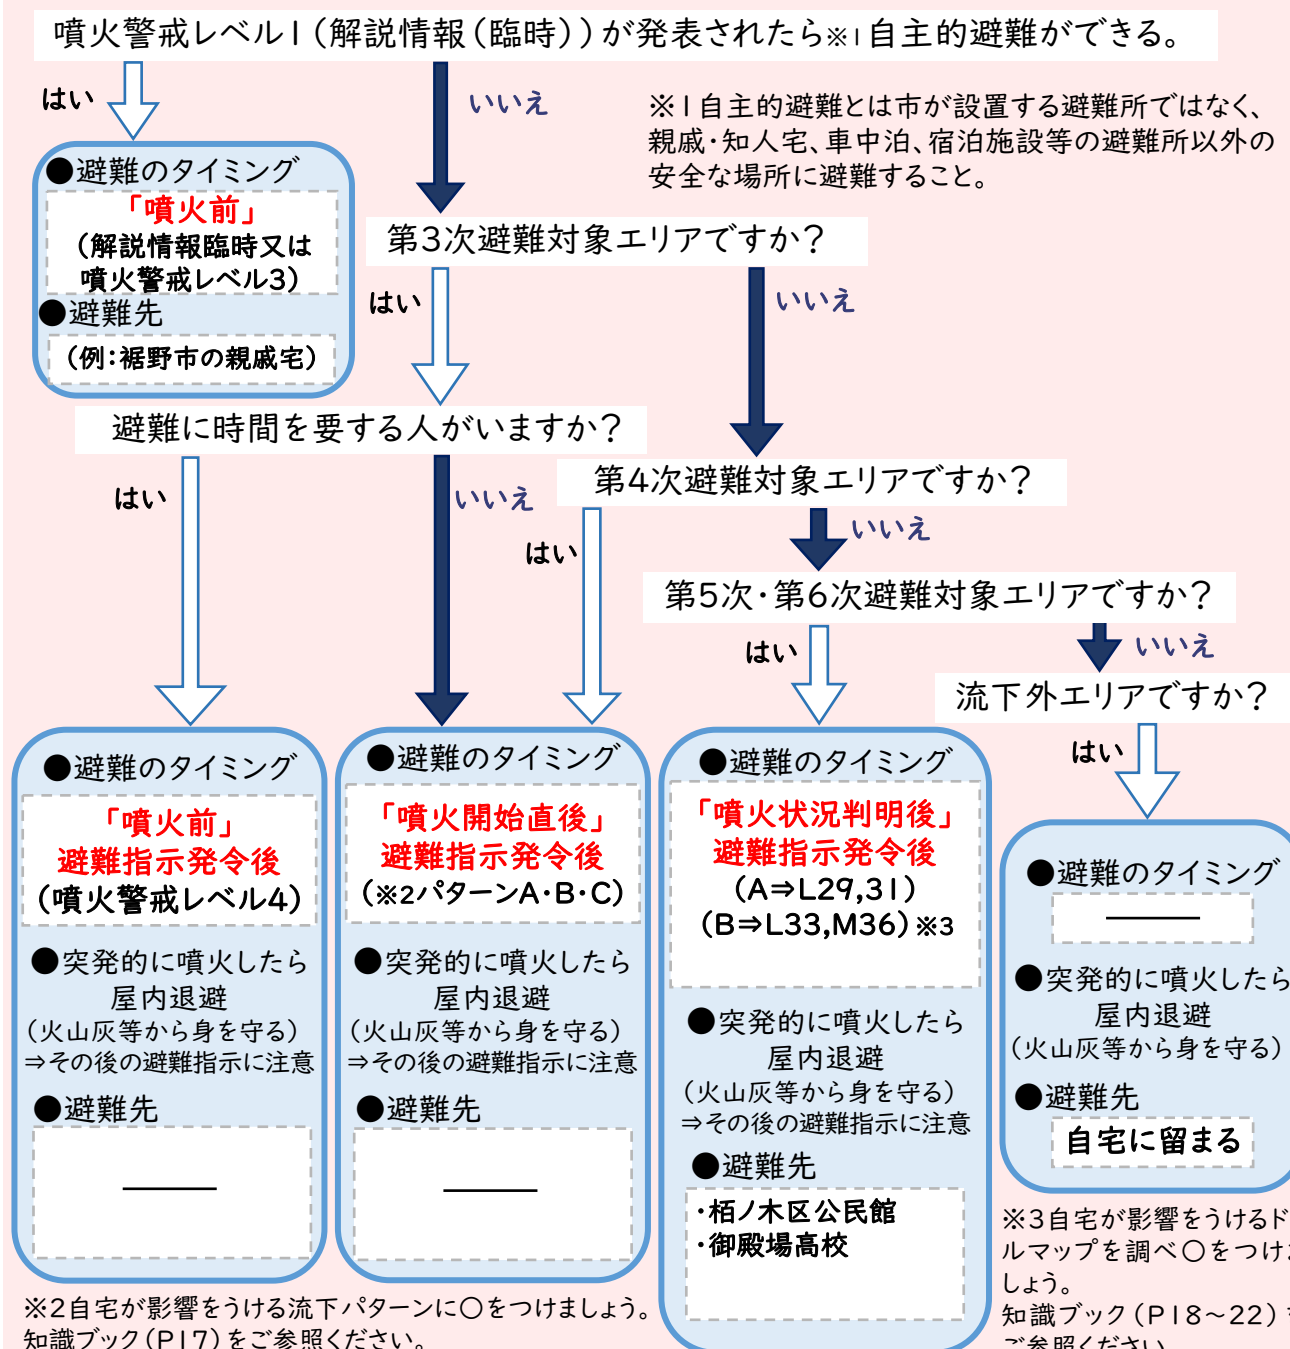 噴火警戒レベル1（解説情報（臨時））が発表されたら※1自主的避難ができる。
はい
いいえ
※1自主的避難とは市が設置する避難所ではなく、
親戚・知人宅、車中泊、宿泊施設等の避難所以外の
安全な場所に避難すること。
●避難のタイミング
「噴火前」
（解説情報臨時又は
噴火警戒レベル3）
●避難先
（例：裾野市の親戚宅）
第3次避難対象エリアですか？
はい
いいえ
避難に時間を要する人がいますか？
はい
いいえ
第4次避難対象エリアですか？
はい
いいえ
第5次・第6次避難対象エリアですか？
はい
いいえ
流下外エリアですか？
はい
●避難のタイミング
「噴火前」
避難指示発令後
（噴火警戒レベル4）
●突発的に噴火したら
屋内退避
（火山灰等から身を守る）
⇒その後の避難指示に注意
●避難先
●避難のタイミング
「噴火開始直後」
避難指示発令後
（※2パターンA・B・C）
●突発的に噴火したら
屋内退避
（火山灰等から身を守る）
⇒その後の避難指示に注意
●避難先
●避難のタイミング
「噴火状況判明後」
避難指示発令後
（A⇒L29,31）
（B⇒L33,M36）※3
●突発的に噴火したら
屋内退避
（火山灰等から身を守る）
⇒その後の避難指示に注意
●避難先
・栢ノ木区公民館
・御殿場高校
●避難のタイミング
●突発的に噴火したら
屋内退避
（火山灰等から身を守る）
●避難先
自宅に留まる
※2自宅が影響をうける流下パターンに○をつけましょう。
知識ブック（P17）をご参照ください。
※3自宅が影響をうけるド
ルマップを調べ○をつけ
しょう。
知識ブック（P18～22）
ご参照ください